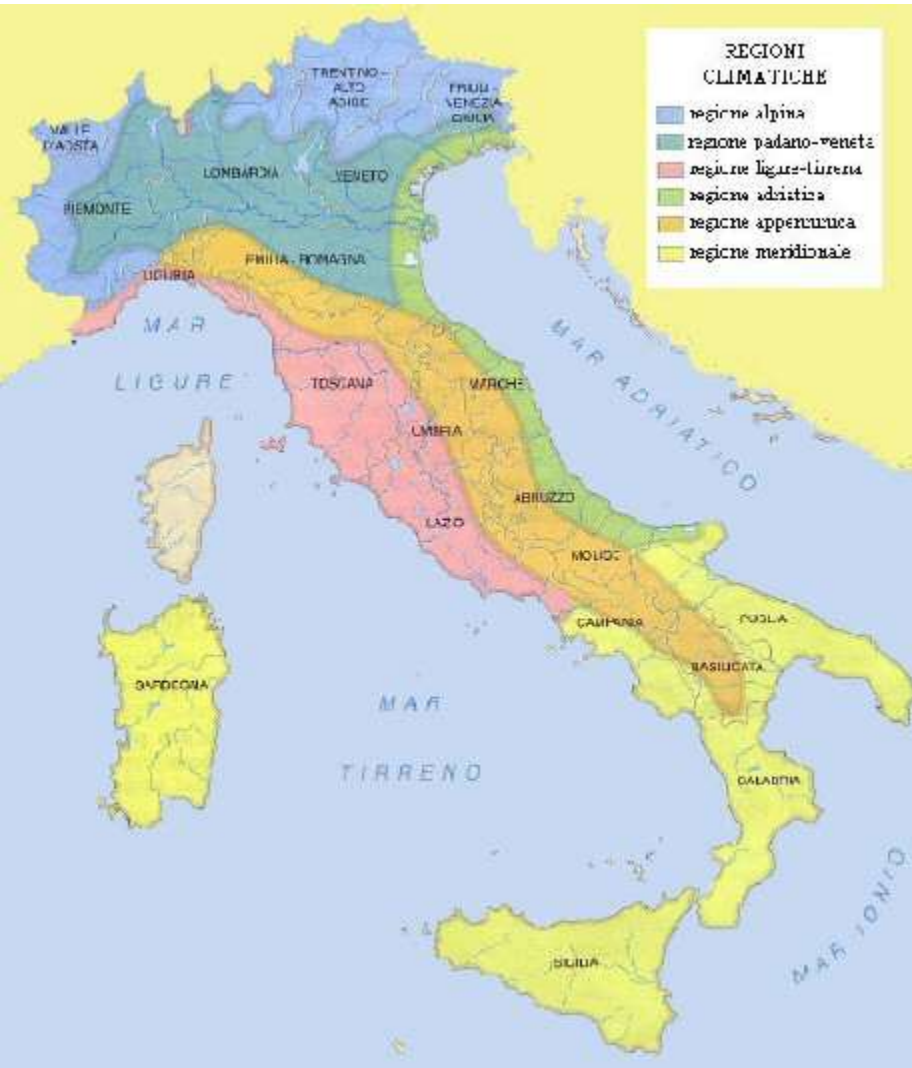 REGIONI
CLIMATICHE
regione alpina
regione padano-veneta
regione ligure-tirrena
regione adriatica
regione appenninica
regione meridionale
TRENTINO-
ALTO
ADIGE
FRIULI -
VENEZIA
GIULIA
VALLE
D'AOSTA
LOMBARDIA
VENETO
PIEMONTE
EMILIA - ROMAGNA
LIGURIA
MAR
LIGURE
MAR ADRIATICO
TOSCANA
MARCHE
UMBRIA
ABRUZZO
LAZIO
MOLISE
CAMPANIA
PUGLIA
BASILICATA
SARDEGNA
MAR
TIRRENO
CALABRIA
MAR IONIO
SICILIA